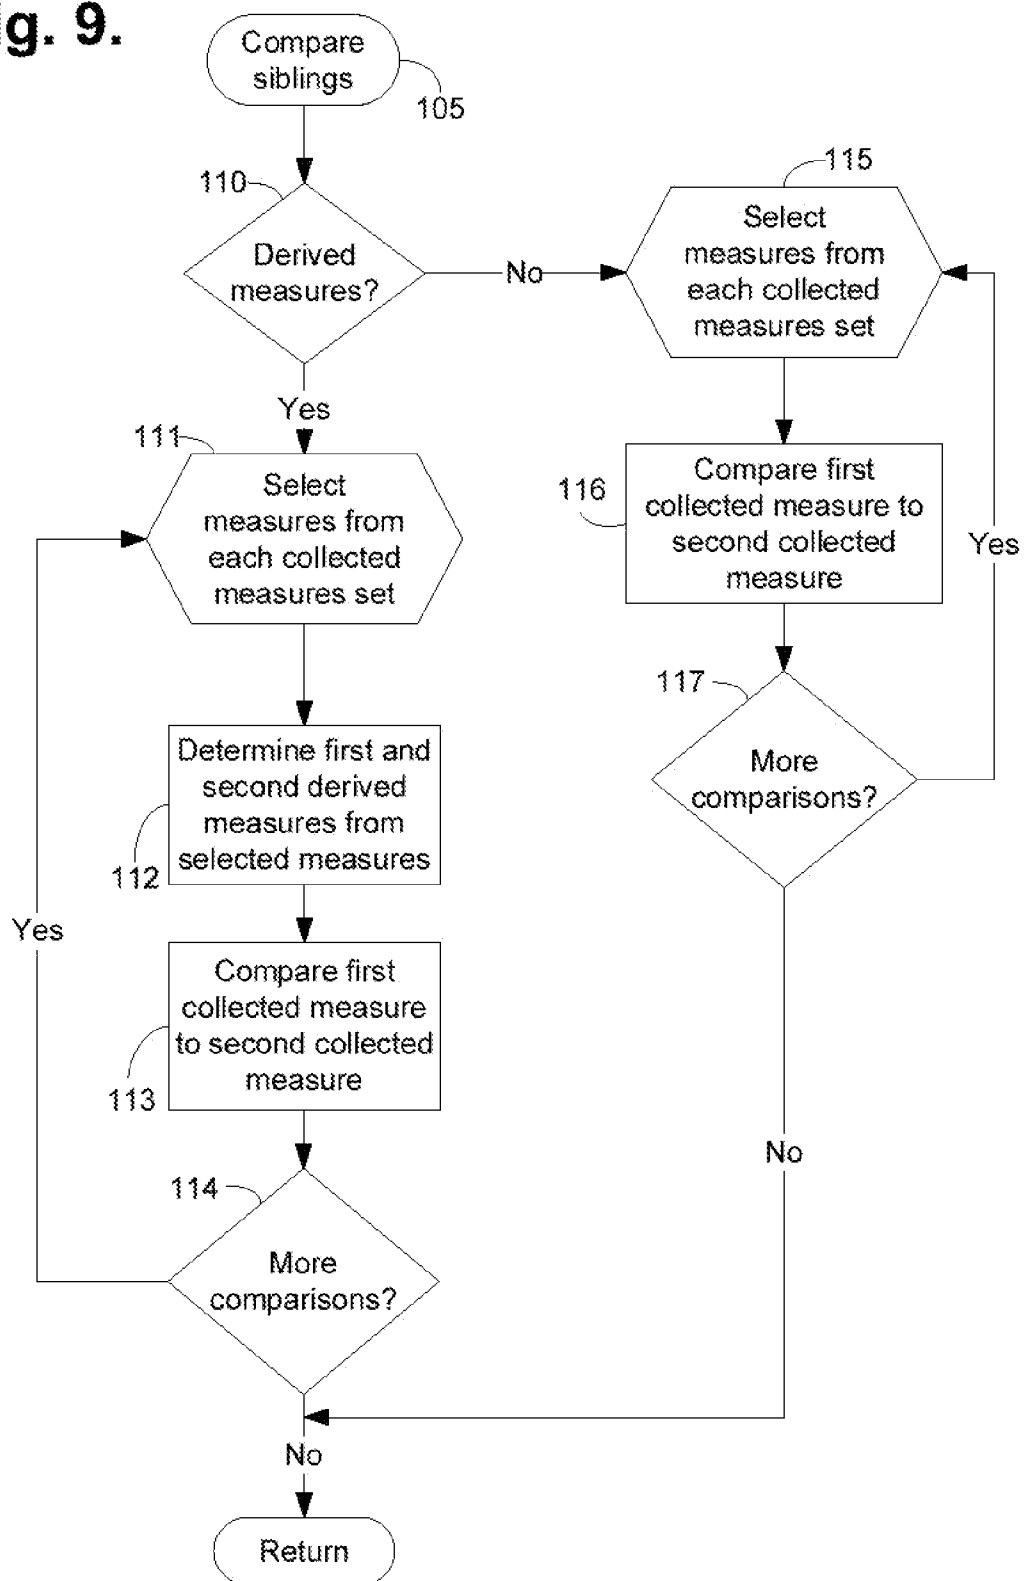 ig. 9.
Compare
siblings
105
110
Derived
measures?
No
115
Select
measures from
each collected
measures set
Yes
111
Select
measures from
each collected
measures set
116
Compare first
collected measure to
second collected
measure
Yes
117
More
comparisons?
Determine first and
second derived
measures from
selected measures
112
Yes
Compare first
collected measure
to second collected
measure
113
No
114
More
comparisons?
No
Return